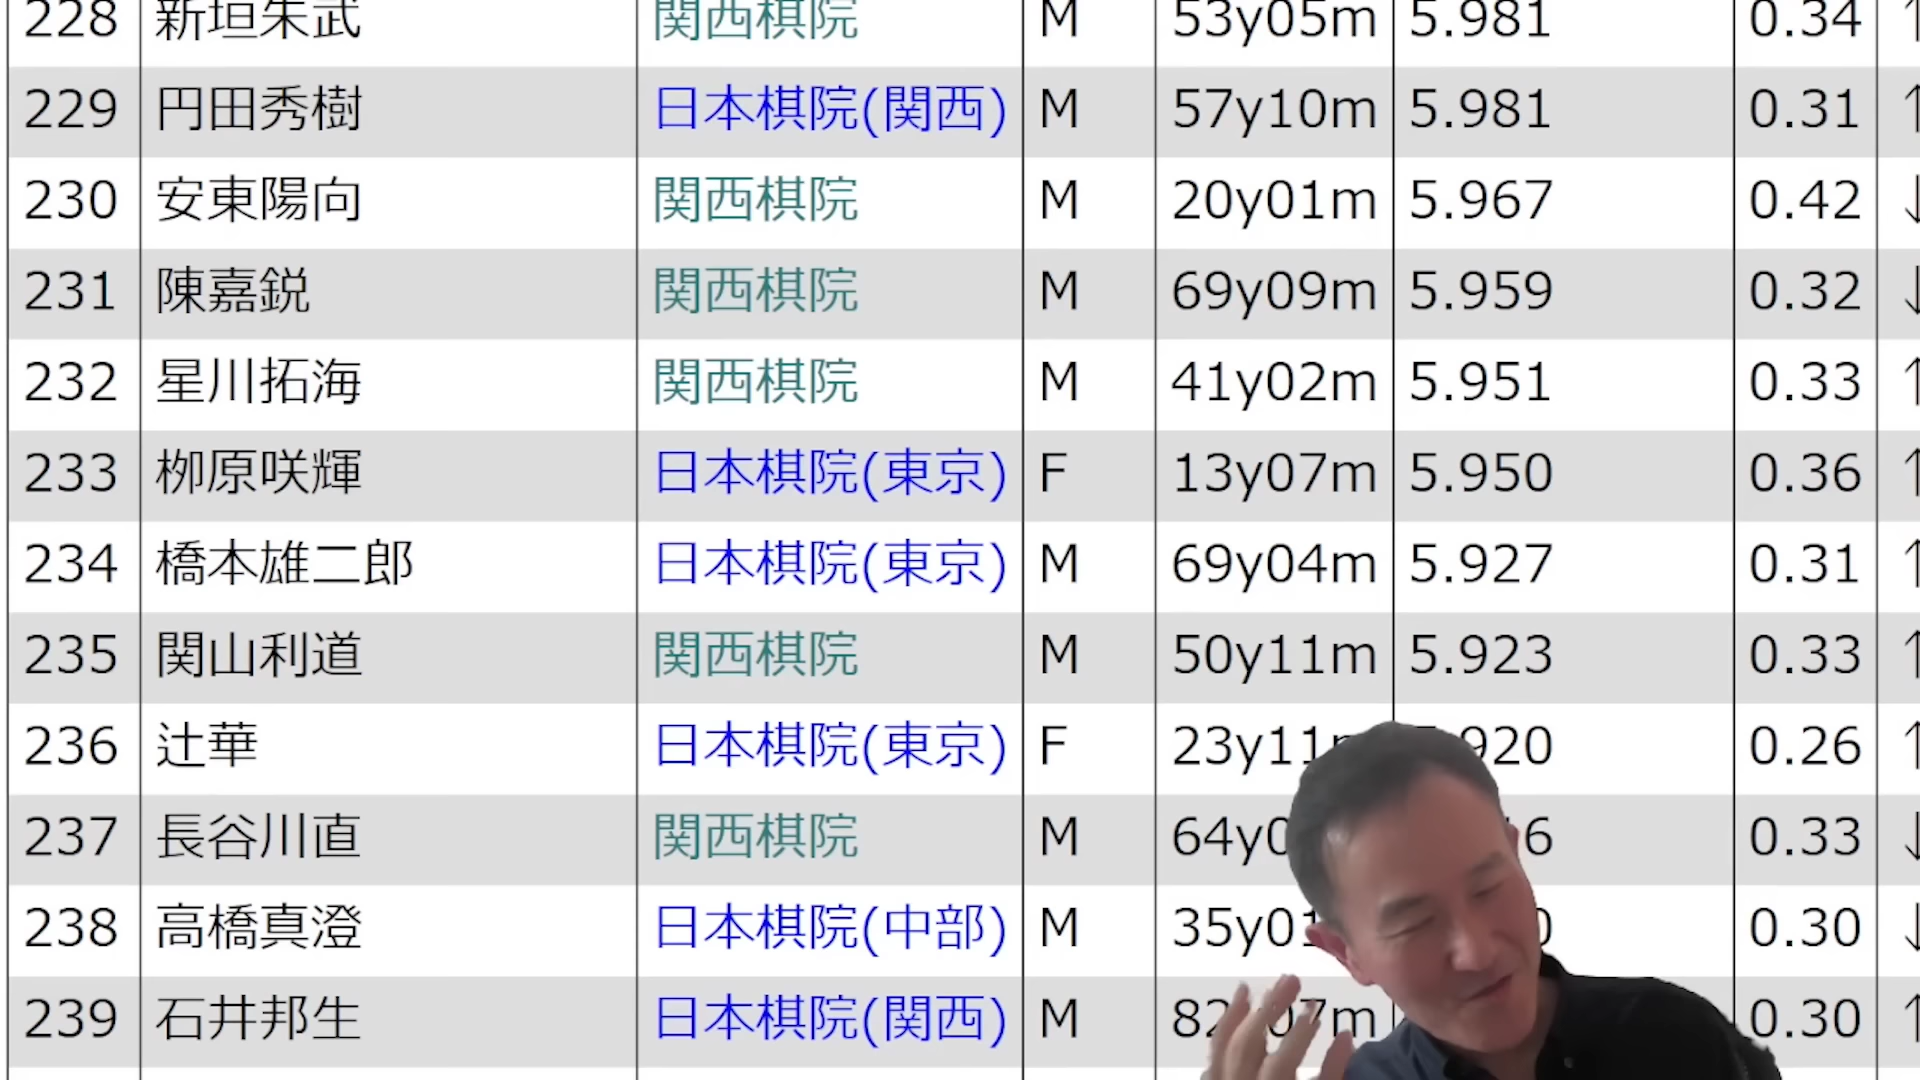 228 新垣朱武 関西棋院 M 53y05m 5.981 0.34 ↑
229 円田秀樹 日本棋院(関西) M 57y10m 5.981 0.31 ↑
230 安東陽向 関西棋院 M 20y01m 5.967 0.42 ↓
231 陳嘉鋭 関西棋院 M 69y09m 5.959 0.32 ↓
232 星川拓海 関西棋院 M 41y02m 5.951 0.33 ↑
233 栁原咲輝 日本棋院(東京) F 13y07m 5.950 0.36 ↑
234 橋本雄二郎 日本棋院(東京) M 69y04m 5.927 0.31 ↑
235 関山利道 関西棋院 M 50y11m 5.923 0.33 ↑
236 辻華 日本棋院(東京) F 23y11 920 0.26 ↑
237 長谷川直 関西棋院 M 64y 6 0.33 ↓
238 高橋真澄 日本棋院(中部) M 35y0 0.30 ↓
239 石井邦生 日本棋院(関西) M 82 07m 0.30 ↑